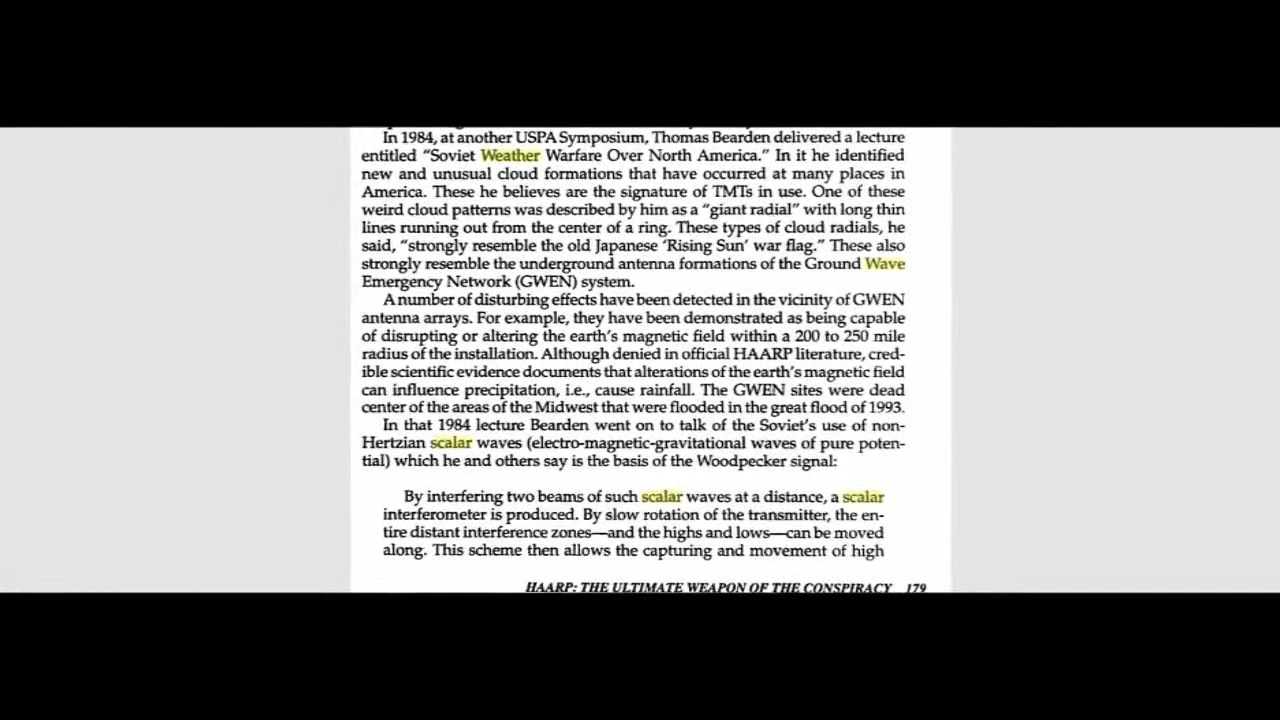 In 1984, at another USPA Symposium, Thomas Bearden delivered a lecture
entitled “Soviet Weather Warfare Over North America.” In it he identified
new and unusual cloud formations that have occurred at many places in
America. These he believes are the signature of TMTs in use. One of these
weird cloud patterns was described by him as a “giant radial” with long thin
lines running out from the center of a ring. These types of cloud radials, he
said, “strongly resemble the old Japanese ‘Rising Sun’ war flag.” These also
strongly resemble the underground antenna formations of the Ground Wave
Emergency Network (GWEN) system.
A number of disturbing effects have been detected in the vicinity of GWEN
antenna arrays. For example, they have been demonstrated as being capable
of disrupting or altering the earth’s magnetic field within a 200 to 250 mile
radius of the installation. Although denied in official HAARP literature, cred-
ible scientific evidence documents that alterations of the earth’s magnetic field
can influence precipitation, i.e., cause rainfall. The GWEN sites were dead
center of the areas of the Midwest that were flooded in the great flood of 1993.
In that 1984 lecture Bearden went on to talk of the Soviet’s use of non-
Hertzian scalar waves (electro-magnetic-gravitational waves of pure poten-
tial) which he and others say is the basis of the Woodpecker signal:
By interfering two beams of such scalar waves at a distance, a scalar
interferometer is produced. By slow rotation of the transmitter, the en-
tire distant interference zones—and the highs and lows—can be moved
along. This scheme then allows the capturing and movement of high
HAARP: THE ULTIMATE WEAPON OF THE CONSPIRACY 179